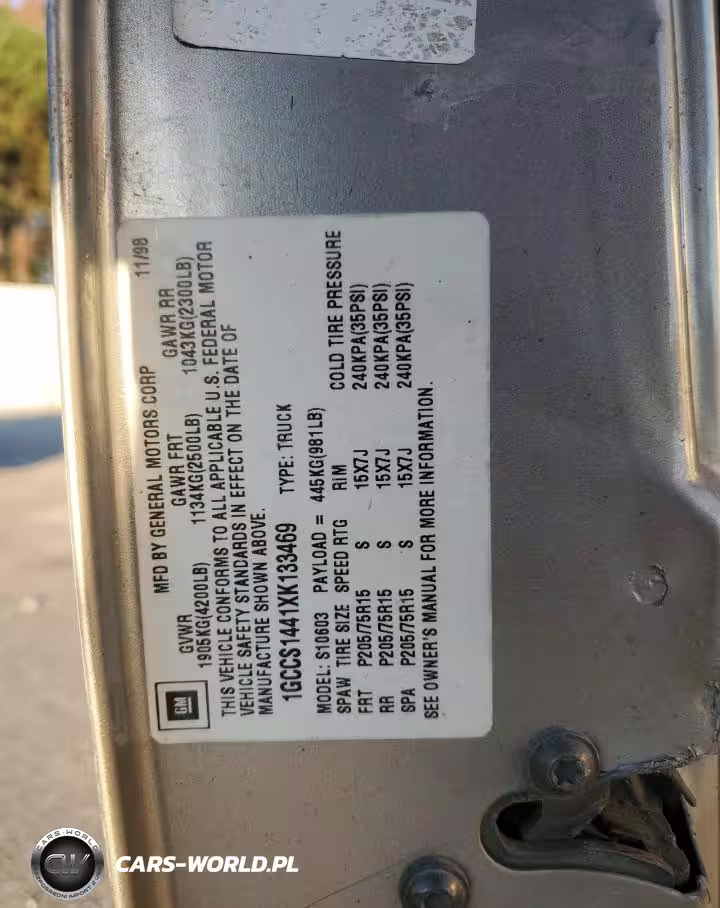 MFD BY GENERAL MOTORS CORP 11/98
GVWR GAWR FRT GAWR RR
1905KG(4200LB) 1134KG(2500LB) 1043KG(2300LB)
THIS VEHICLE CONFORMS TO ALL APPLICABLE U.S. FEDERAL MOTOR
VEHICLE SAFETY STANDARDS IN EFFECT ON THE DATE OF
MANUFACTURE SHOWN ABOVE.
1GCCS1441XK133469 TYPE: TRUCK
MODEL: S10603 PAYLOAD = 445KG(981LB)
SPAW TIRE SIZE SPEED RTG RIM COLD TIRE PRESSURE
FRT P205/75R15 S 15X7J 240KPA(35PSI)
RR P205/75R15 S 15X7J 240KPA(35PSI)
SPA P205/75R15 S 15X7J 240KPA(35PSI)
SEE OWNER'S MANUAL FOR MORE INFORMATION.
GM
CARS-WORLD
CW
CARS-WORLD.PL